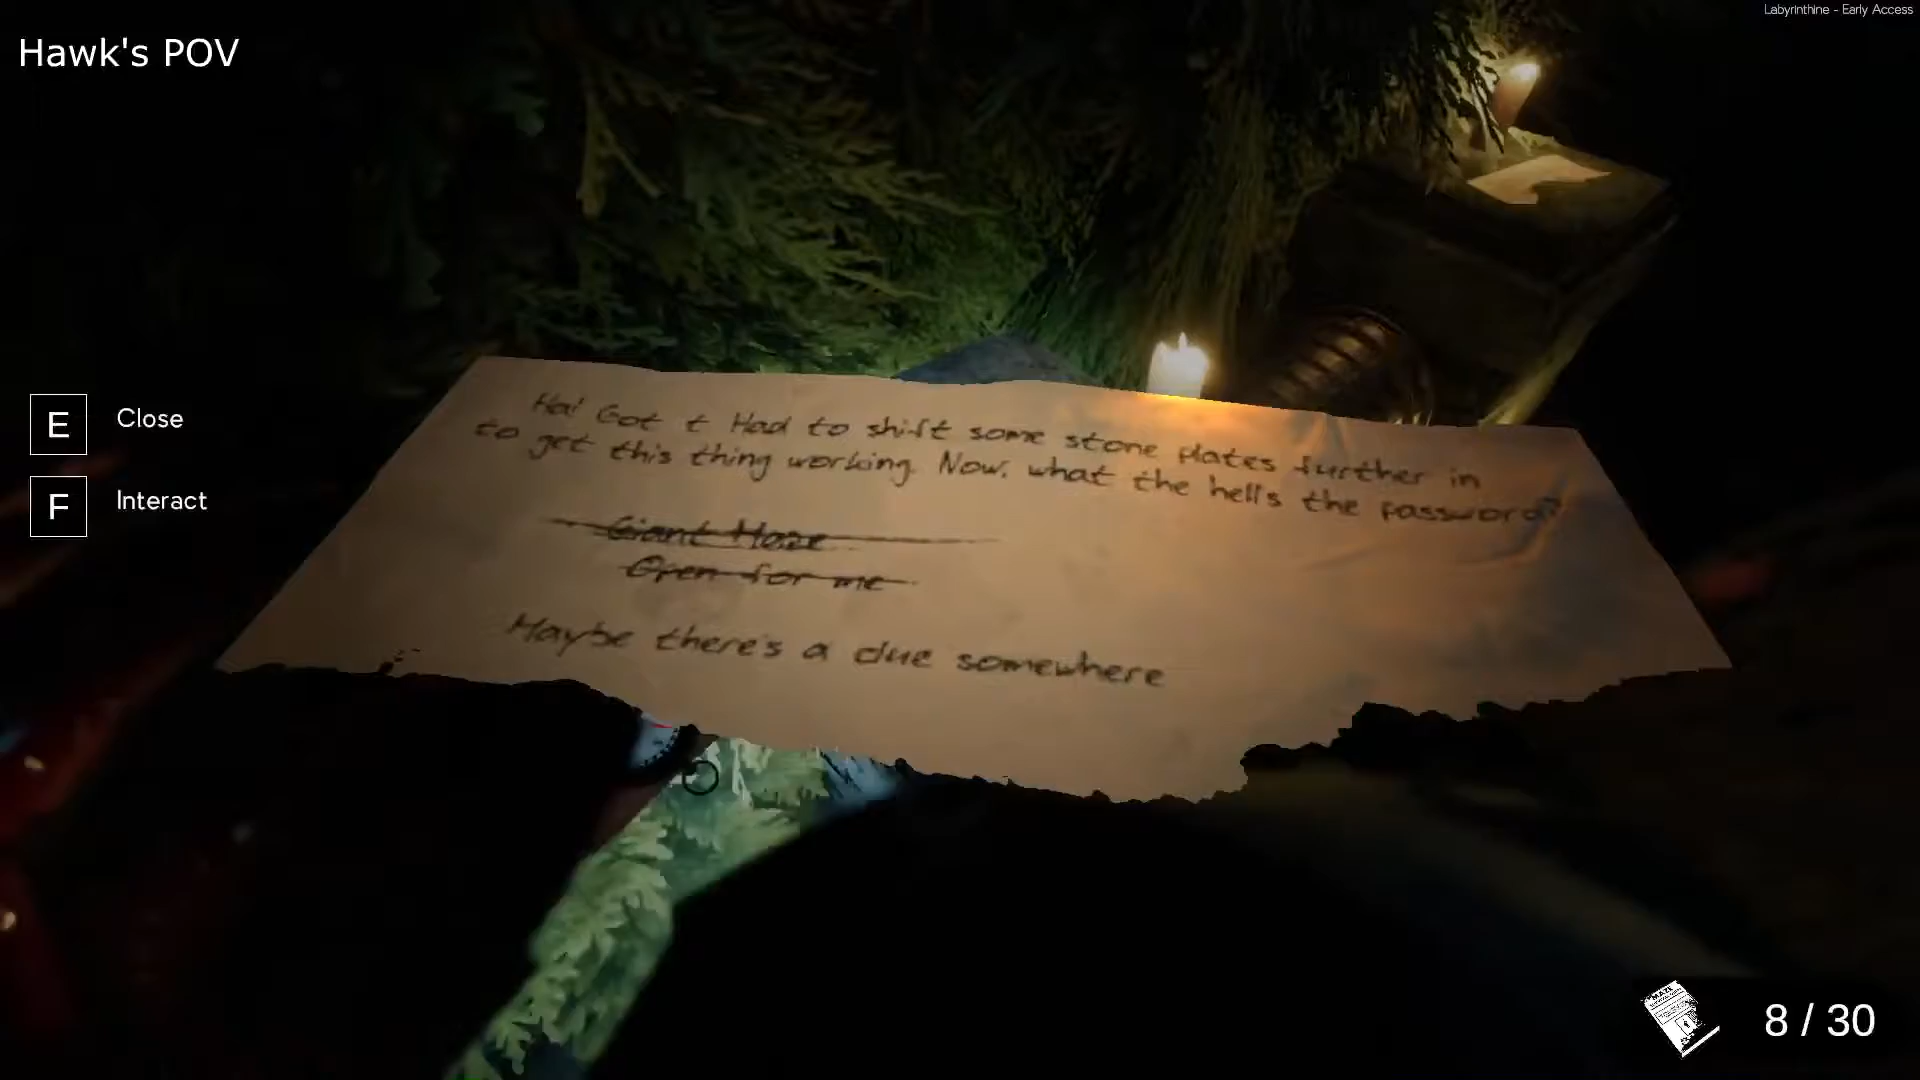 Labyrinthine - Early Access
Hawk's POV
Ha! Got t Had to shift some stone plates further in
to get this thing working. Now, what the hell's the password?
E Close
F Interact
Giant Maze
Open for me
Maybe there's a clue somewhere
MAZE
8 / 30